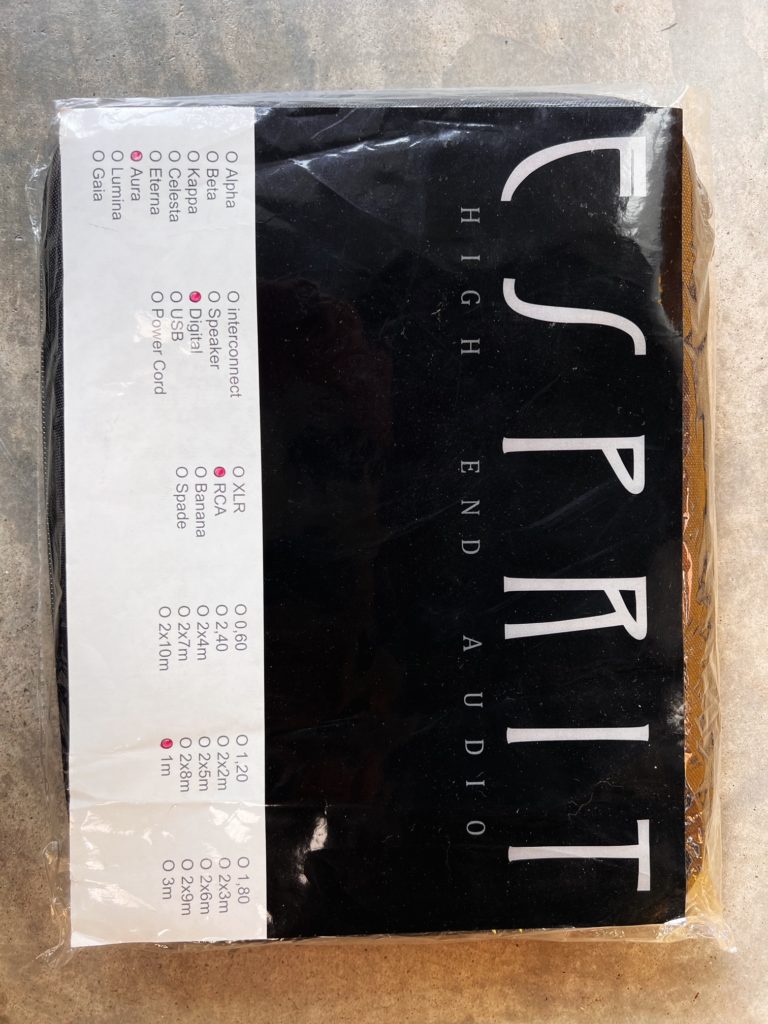 ESPRIT
HIGH END AUDIO
Alpha
Beta
Kappa
Celesta
Eterna
Aura
Lumina
Gaia
interconnect
Speaker
Digital
USB
Power Cord
XLR
RCA
Banana
Spade
0,60
2,40
2x4m
2x7m
2x10m
1,20
2x2m
2x5m
2x8m
1m
1,80
2x3m
2x6m
2x9m
3m